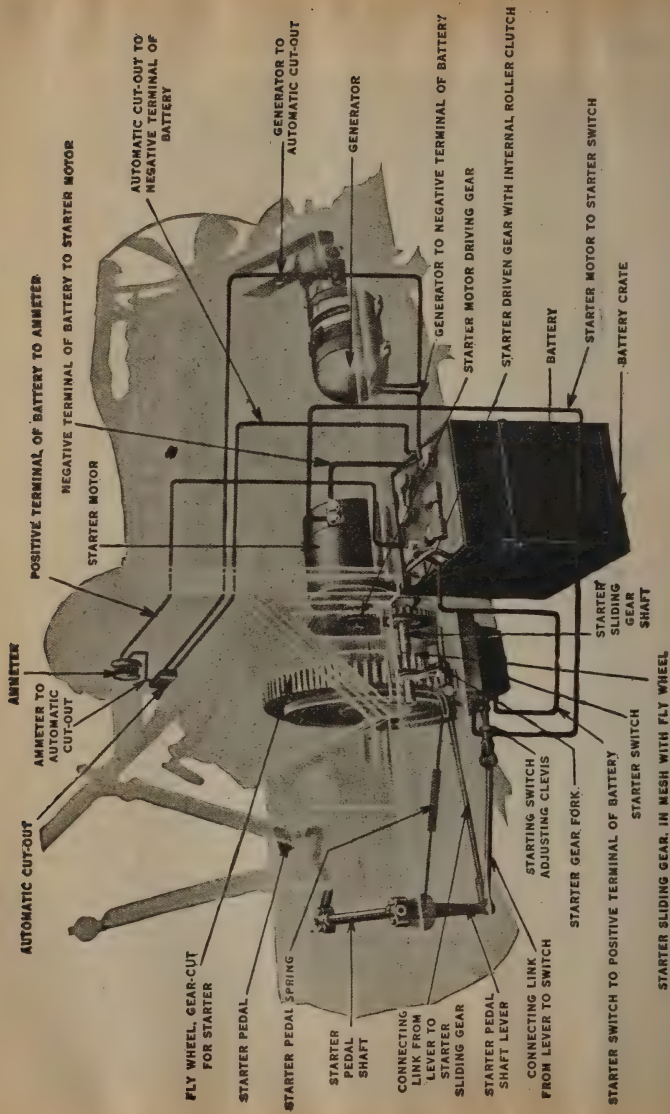 AUTOMATIC CUT-OUT
AMMETER TO
AUTOMATIC
CUT-OUT
AMMETER
POSITIVE TERMINAL OF BATTERY TO AMMETER
NEGATIVE TERMINAL OF BATTERY TO STARTER MOTOR
STARTER MOTOR
AUTOMATIC CUT-OUT TO
NEGATIVE TERMINAL OF
BATTERY
GENERATOR TO
AUTOMATIC CUT-OUT
GENERATOR
GENERATOR TO NEGATIVE TERMINAL OF BATTERY
STARTER MOTOR DRIVING GEAR
STARTER DRIVEN GEAR WITH INTERNAL ROLLER CLUTCH
BATTERY
STARTER MOTOR TO STARTER SWITCH
BATTERY CRATE
FLY WHEEL, GEAR-CUT
FOR STARTER
STARTER PEDAL
STARTER PEDAL SPRING
STARTER
PEDAL
SHAFT
CONNECTING
LINK FROM
LEVER TO
STARTER
SLIDING GEAR
STARTER PEDAL
SHAFT LEVER
CONNECTING LINK
FROM LEVER TO SWITCH
STARTING SWITCH
ADJUSTING CLEVIS
STARTER GEAR FORK
STARTER SWITCH TO POSITIVE TERMINAL OF BATTERY
STARTER SWITCH
STARTER SLIDING GEAR, IN MESH WITH FLY WHEEL
STARTER
SLIDING
GEAR
SHAFT